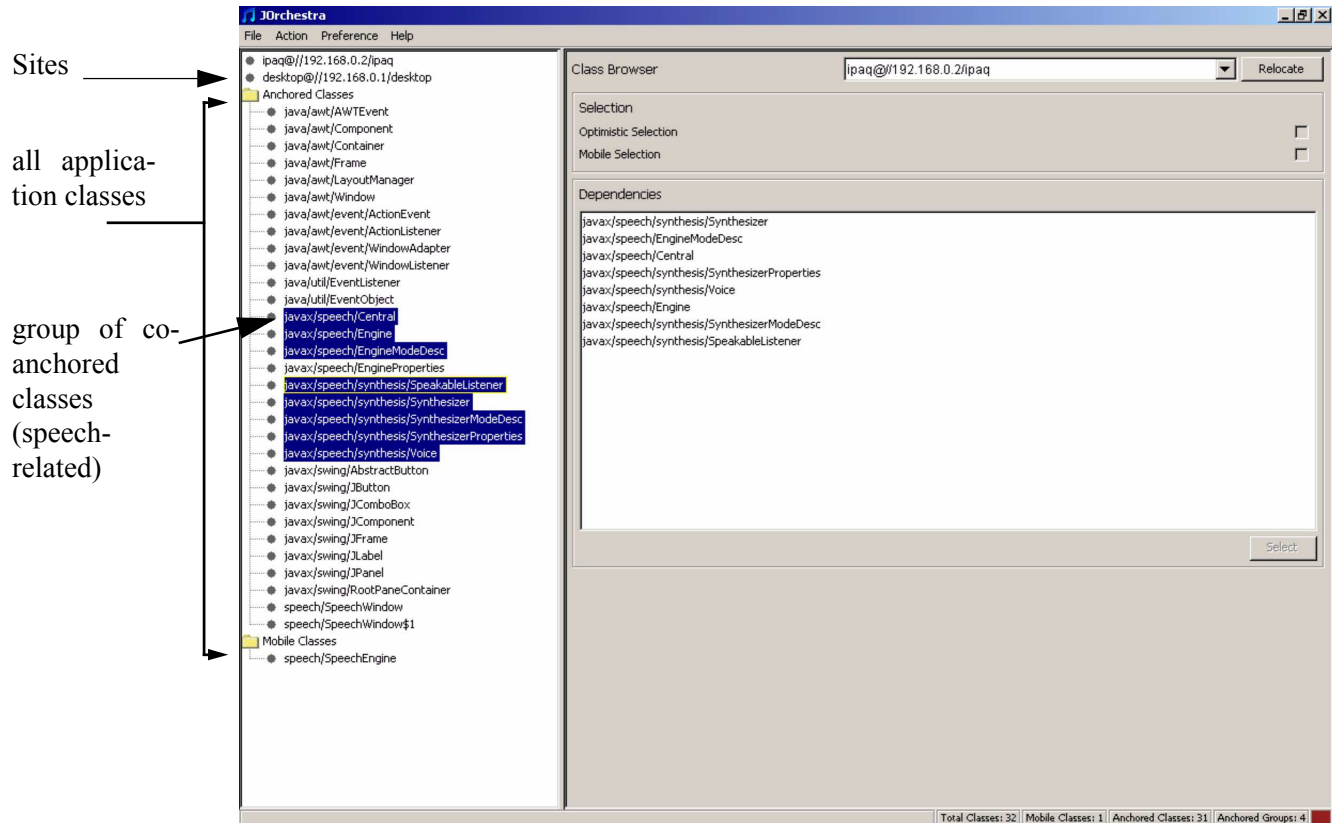 JOrchestra
File Action Preference Help
Sites
all applica-
tion classes
group of co-
anchored
classes
(speech-
related)
ipaq@//192.168.0.2/ipaq
desktop@//192.168.0.1/desktop
Anchored Classes
java/awt/AWTEvent
java/awt/Component
java/awt/Container
java/awt/Frame
java/awt/LayoutManager
java/awt/Window
java/awt/event/ActionEvent
java/awt/event/ActionListener
java/awt/event/WindowAdapter
java/awt/event/WindowListener
java/util/EventListener
java/util/EventObject
javax/speech/Central
javax/speech/Engine
javax/speech/EngineModeDesc
javax/speech/EngineProperties
javax/speech/synthesis/SpeakableListener
javax/speech/synthesis/Synthesizer
javax/speech/synthesis/SynthesizerModeDesc
javax/speech/synthesis/SynthesizerProperties
javax/speech/synthesis/Voice
javax/swing/AbstractButton
javax/swing/JButton
javax/swing/JComboBox
javax/swing/JComponent
javax/swing/JFrame
javax/swing/JLabel
javax/swing/JPanel
javax/swing/RootPaneContainer
speech/SpeechWindow
speech/SpeechWindow$1
Mobile Classes
speech/SpeechEngine
Class Browser ipaq@//192.168.0.2/ipaq Relocate
Selection
Optimistic Selection
Mobile Selection
Dependencies
javax/speech/synthesis/Synthesizer
javax/speech/EngineModeDesc
javax/speech/Central
javax/speech/synthesis/SynthesizerProperties
javax/speech/synthesis/Voice
javax/speech/Engine
javax/speech/synthesis/SynthesizerModeDesc
javax/speech/synthesis/SpeakableListener
Select
Total Classes: 32 Mobile Classes: 1 Anchored Classes: 31 Anchored Groups: 4